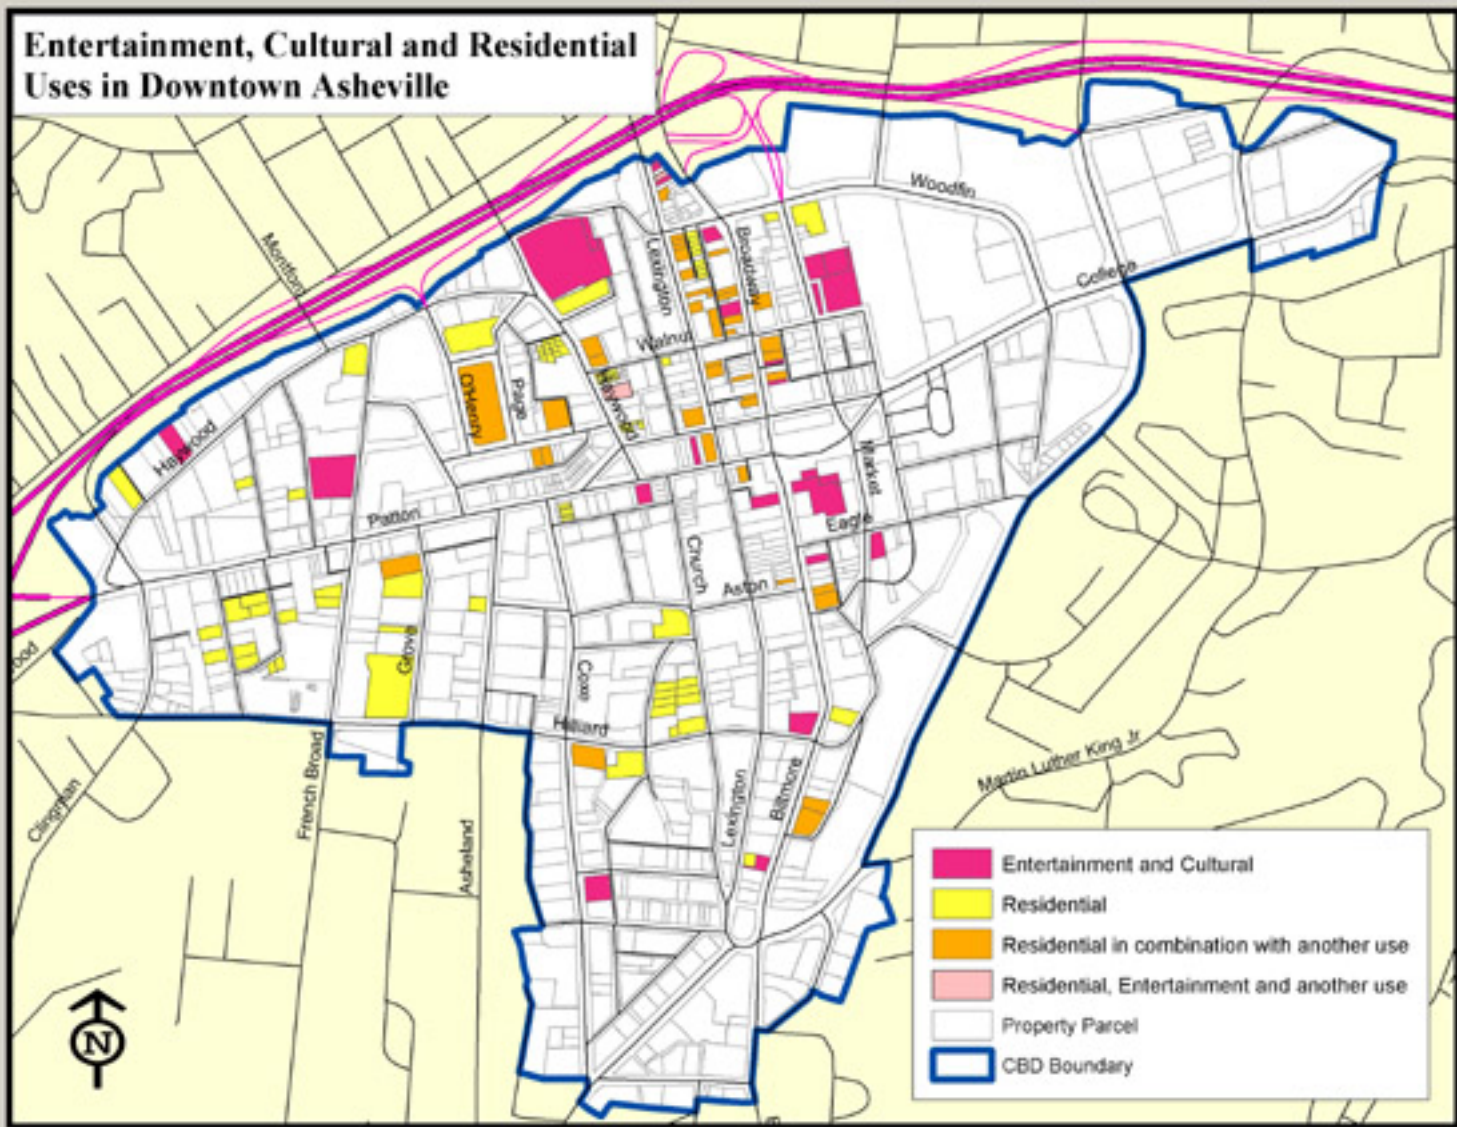 Entertainment, Cultural and Residential
Uses in Downtown Asheville
Woodfin
Montford
Lexington
Broadway
College
Walnut
O'Henry
Page
Haywood
Haywood
Market
Patton
Eagle
Church
Aston
Grove
Coxe
Hilliard
Martin Luther King Jr
French Broad
Clingman
Asheland
Lexington
Biltmore
Entertainment and Cultural
Residential
Residential in combination with another use
Residential, Entertainment and another use
Property Parcel
CBD Boundary
N